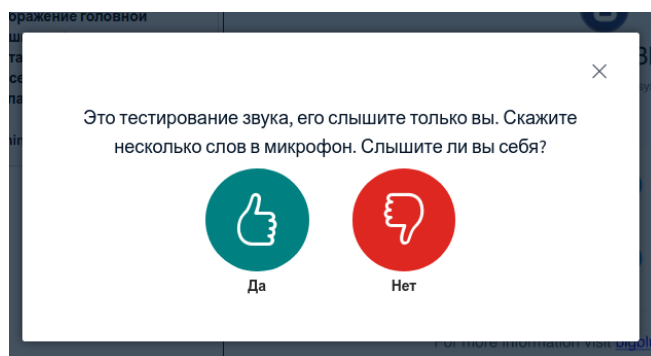 бражение головной
Это тестирование звука, его слышите только вы. Скажите
несколько слов в микрофон. Слышите ли вы себя?
Да
Нет
For more information visit